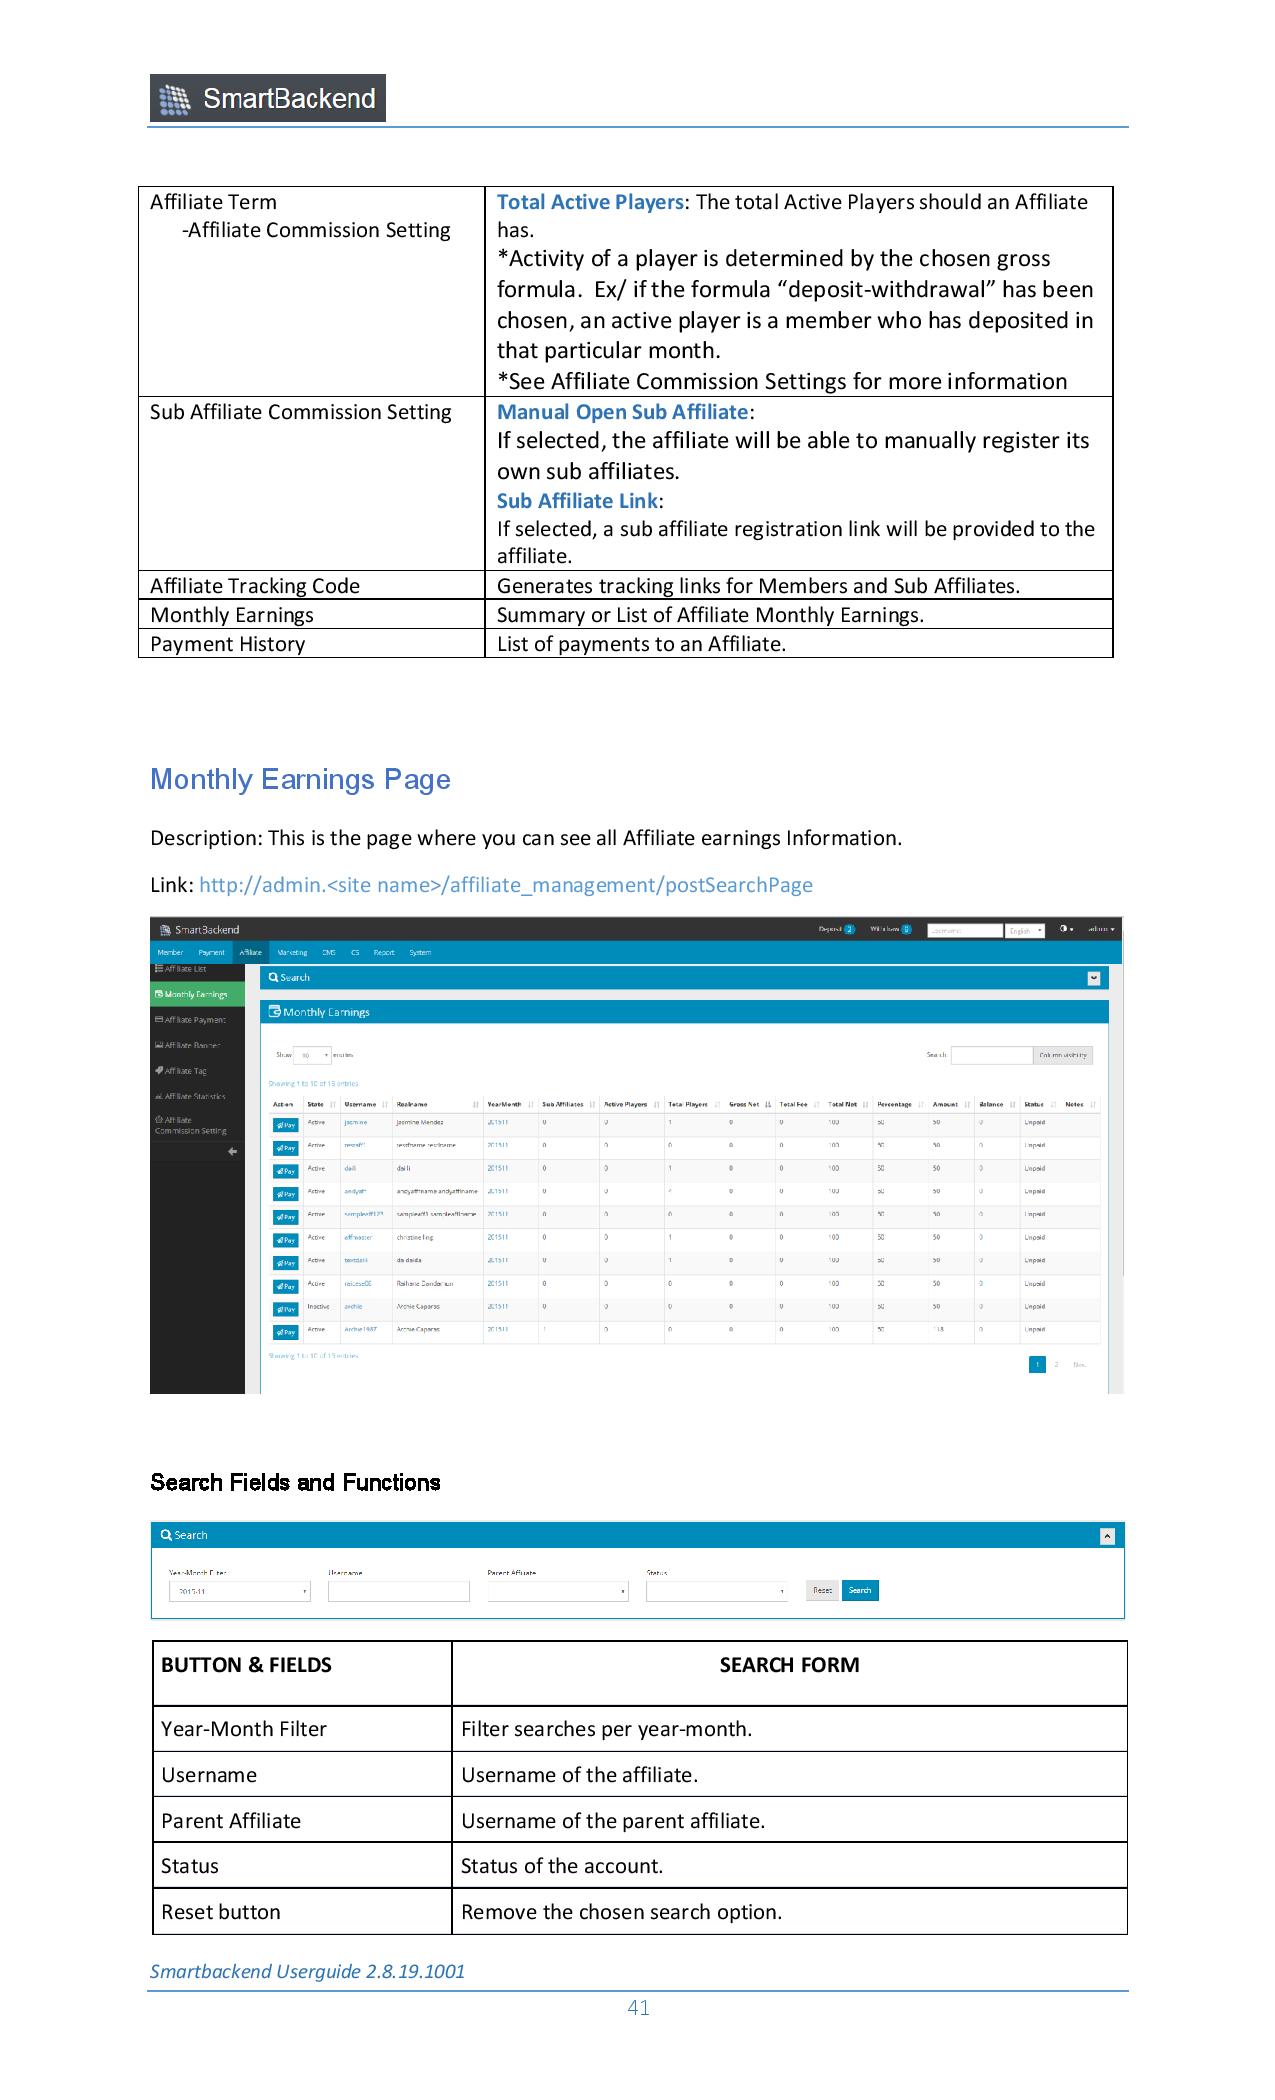 SmartBackend
Affiliate Term
-Affiliate Commission Setting
Total Active Players: The total Active Players should an Affiliate
has.
*Activity of a player is determined by the chosen gross
formula.  Ex/ if the formula “deposit-withdrawal” has been
chosen, an active player is a member who has deposited in
that particular month.
*See Affiliate Commission Settings for more information
Sub Affiliate Commission Setting
Manual Open Sub Affiliate:
If selected, the affiliate will be able to manually register its
own sub affiliates.
Sub Affiliate Link:
If selected, a sub affiliate registration link will be provided to the
affiliate.
Affiliate Tracking Code Generates tracking links for Members and Sub Affiliates.
Monthly Earnings Summary or List of Affiliate Monthly Earnings.
Payment History List of payments to an Affiliate.
Monthly Earnings Page
Description: This is the page where you can see all Affiliate earnings Information.
Link: http://admin.<site name>/affiliate_management/postSearchPage
SmartBackend Deposit 2 Withdraw Username English admin
Member Payment Affiliate Marketing CMS CS Report System
Affiliate List
Monthly Earnings
Affiliate Payment
Affiliate Banner
Affiliate Tag
Affiliate Statistics
Affiliate
Commission Setting
Search
Monthly Earnings
Show 10 entries Search: Column visibility
Showing 1 to 10 of 15 entries
Action State Username Realname YearMonth Sub Affiliates Active Players Total Players Gross Net Total Fee Total Net Percentage Amount Balance Status Notes
Pay Active jasmine Jasmine Mendez 201511 0 0 1 0 0 100 50 50 0 Unpaid
Pay Active testaff1 testfname testlname 201511 0 0 0 0 0 100 50 50 0 Unpaid
Pay Active daili dai li 201511 0 0 1 0 0 100 50 50 0 Unpaid
Pay Active andyaff andyafffname andyafflname 201511 0 0 4 0 0 100 50 50 0 Unpaid
Pay Active sampleaff123 201511 0 0 0 0 0 100 50 50 0 Unpaid
Pay Active affmaster christine ling 201511 0 0 1 0 0 100 50 50 0 Unpaid
Pay Active da daida 201511 0 0 1 0 0 100 50 50 0 Unpaid
Pay Active Raihana Dandamun 201511 0 0 0 0 0 100 50 50 0 Unpaid
Pay Inactive archie Archie Caparas 201511 0 0 0 0 0 100 50 50 0 Unpaid
Pay Active Archie1987 Archie Caparas 201511 1 0 0 0 0 100 50 118 0 Unpaid
Showing 1 to 10 of 15 entries
1 2 Next
Search Fields and Functions
Search
Year-Month Filter Username Parent Affiliate Status
2015-11 Reset Search
BUTTON & FIELDS SEARCH FORM
Year-Month Filter Filter searches per year-month.
Username Username of the affiliate.
Parent Affiliate Username of the parent affiliate.
Status Status of the account.
Reset button Remove the chosen search option.
Smartbackend Userguide 2.8.19.1001
41